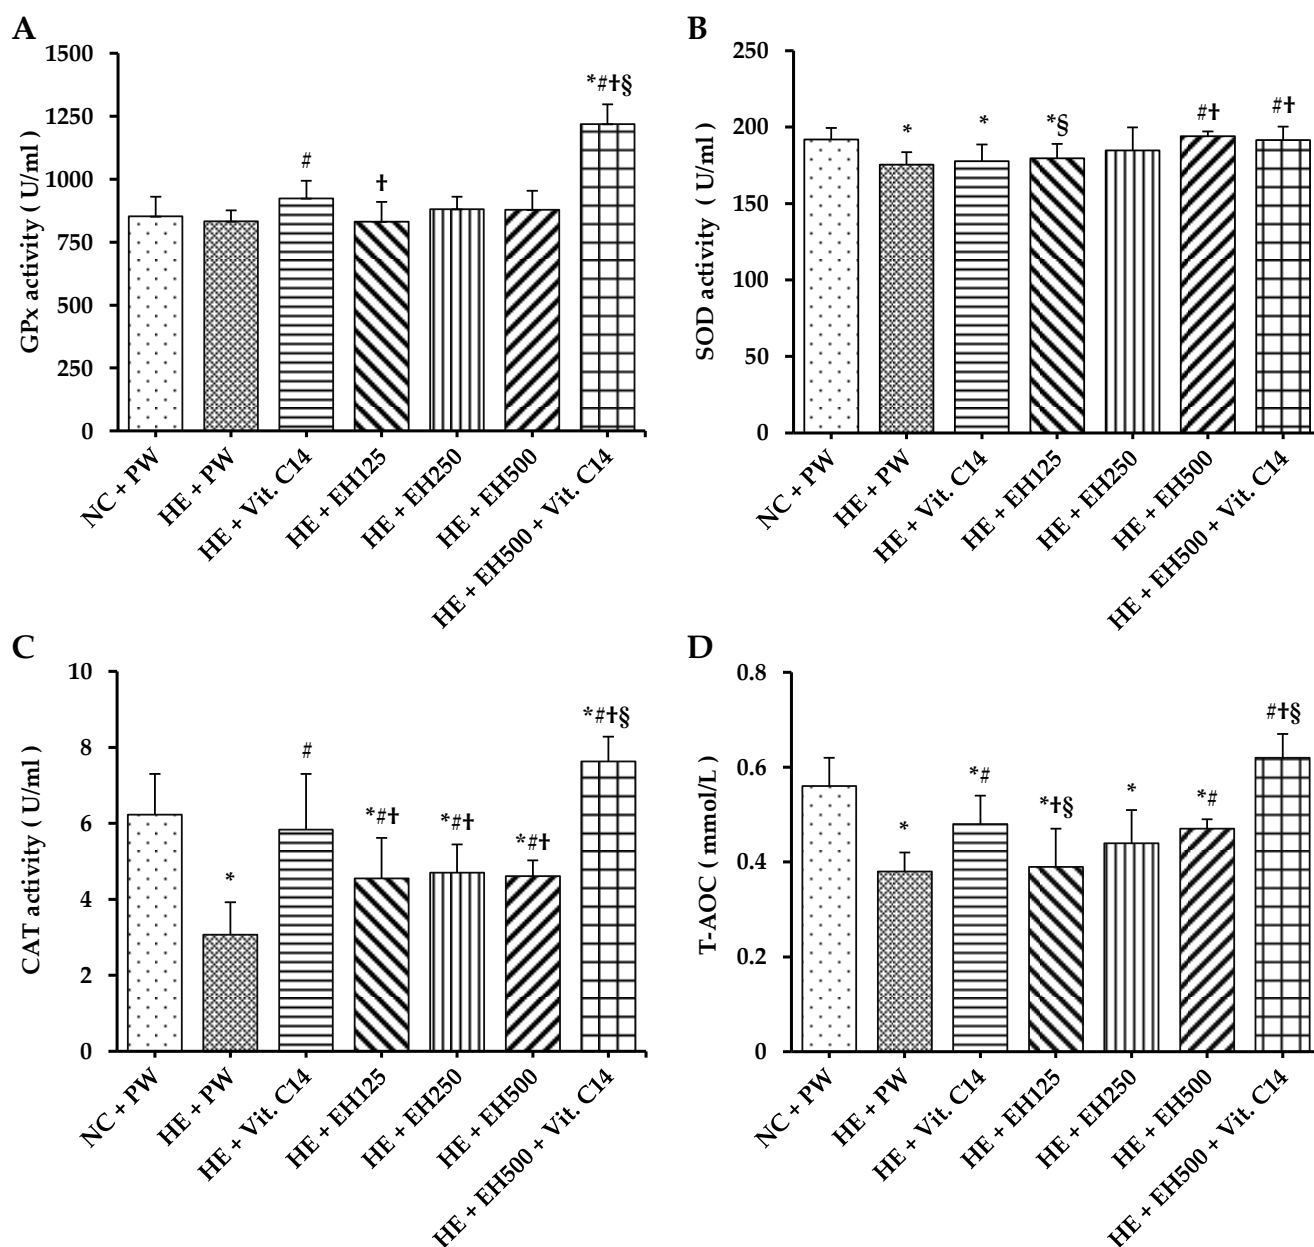 A
GPx activity ( U/ml )
1500
1250
1000
750
500
250
0
#
†
*#†§
NC + PW
HE + PW
HE + Vit. C14
HE + EH125
HE + EH250
HE + EH500
HE + EH500 + Vit. C14
B
SOD activity ( U/ml )
250
200
150
100
50
0
*
*
*§
#†
#†
NC + PW
HE + PW
HE + Vit. C14
HE + EH125
HE + EH250
HE + EH500
HE + EH500 + Vit. C14
C
CAT activity ( U/ml )
10
8
6
4
2
0
*
#
*#†
*#†
*#†
*#†§
NC + PW
HE + PW
HE + Vit. C14
HE + EH125
HE + EH250
HE + EH500
HE + EH500 + Vit. C14
D
T-AOC ( mmol/L )
0.8
0.6
0.4
0.2
0
*
*#
*†§
*
*#
#†§
NC + PW
HE + PW
HE + Vit. C14
HE + EH125
HE + EH250
HE + EH500
HE + EH500 + Vit. C14